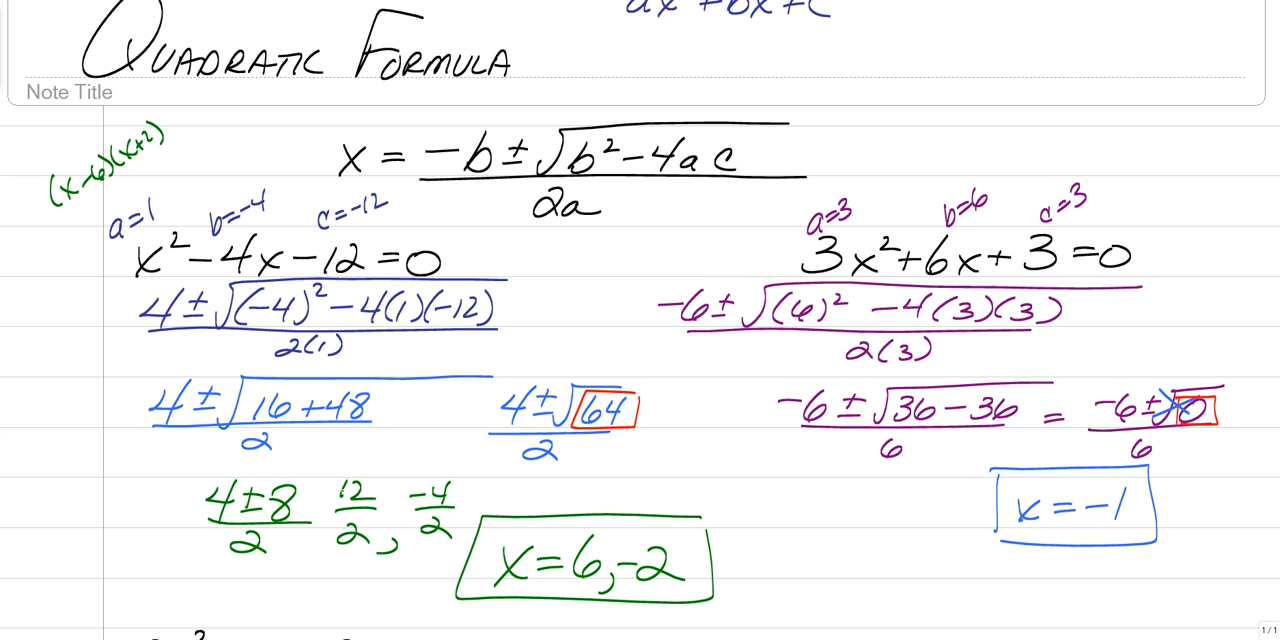 ax +bx+c
QUADRATIC FORMULA
Note Title
(x-6)(x+2)
x = -b ± √(b² - 4ac) / 2a
a=1 b=-4 c=-12
x² - 4x - 12 = 0
4 ± √((-4)² - 4(1)(-12)) / 2(1)
4 ± √(16 + 48) / 2
4 ± √64 / 2
4 ± 8 / 2
12/2 , -4/2
x = 6, -2
a=3 b=6 c=3
3x² + 6x + 3 = 0
-6 ± √((6)² - 4(3)(3)) / 2(3)
-6 ± √(36 - 36) / 6 = -6 ± √0 / 6
x = -1
2
1/1